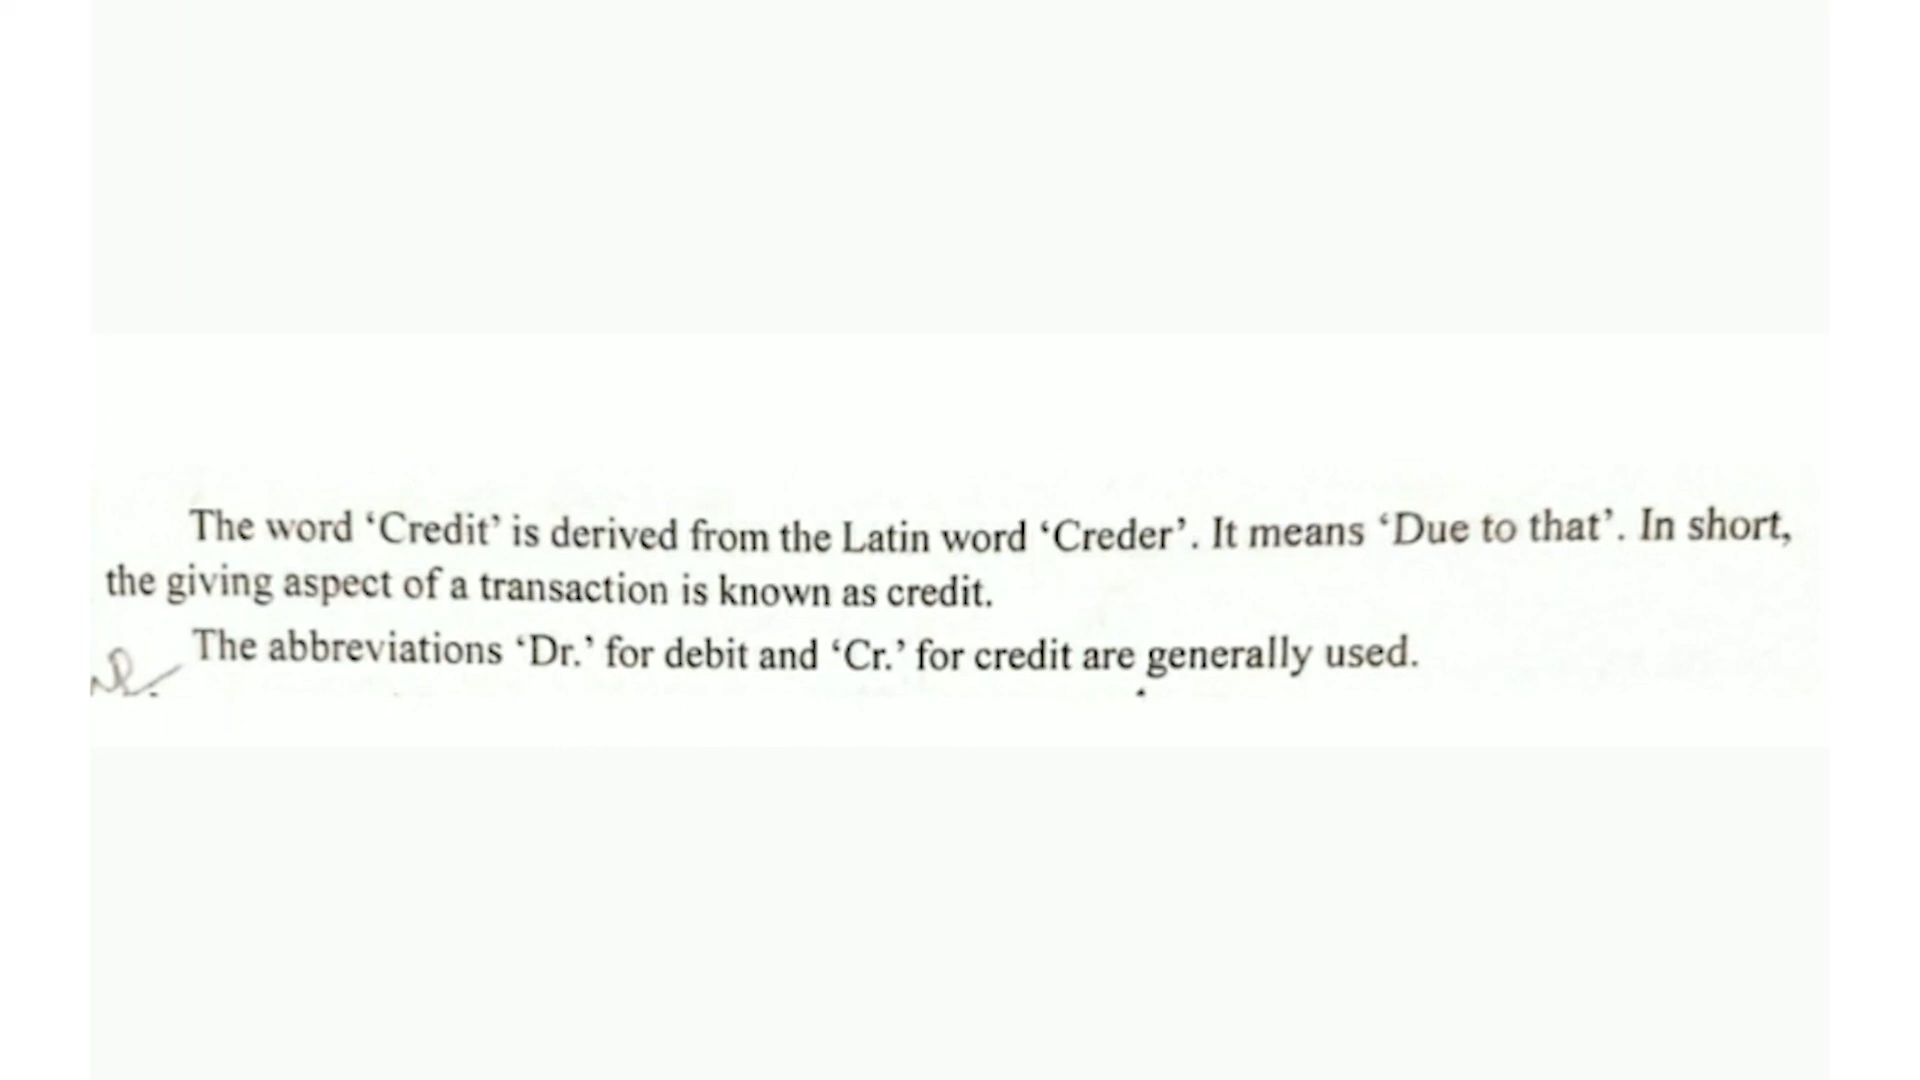 The word ‘Credit’ is derived from the Latin word ‘Creder’. It means ‘Due to that’. In short,
the giving aspect of a transaction is known as credit.
The abbreviations ‘Dr.’ for debit and ‘Cr.’ for credit are generally used.